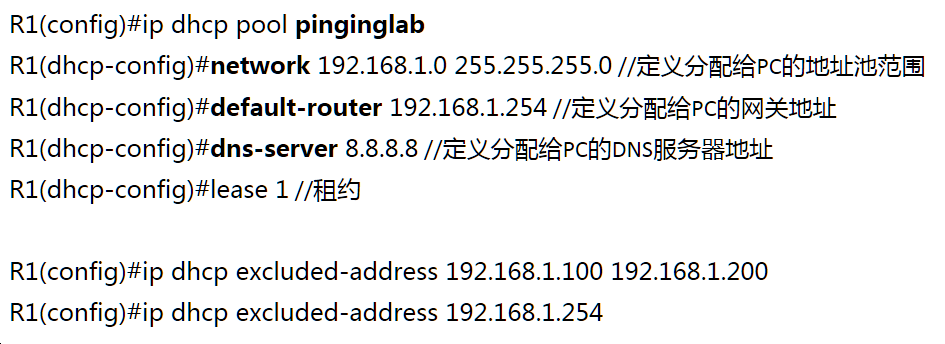 R1(config)#ip dhcp pool pinginglab
R1(dhcp-config)#network 192.168.1.0 255.255.255.0 //定义分配给PC的地址池范围
R1(dhcp-config)#default-router 192.168.1.254 //定义分配给PC的网关地址
R1(dhcp-config)#dns-server 8.8.8.8 //定义分配给PC的DNS服务器地址
R1(dhcp-config)#lease 1 //租约
R1(config)#ip dhcp excluded-address 192.168.1.100 192.168.1.200
R1(config)#ip dhcp excluded-address 192.168.1.254